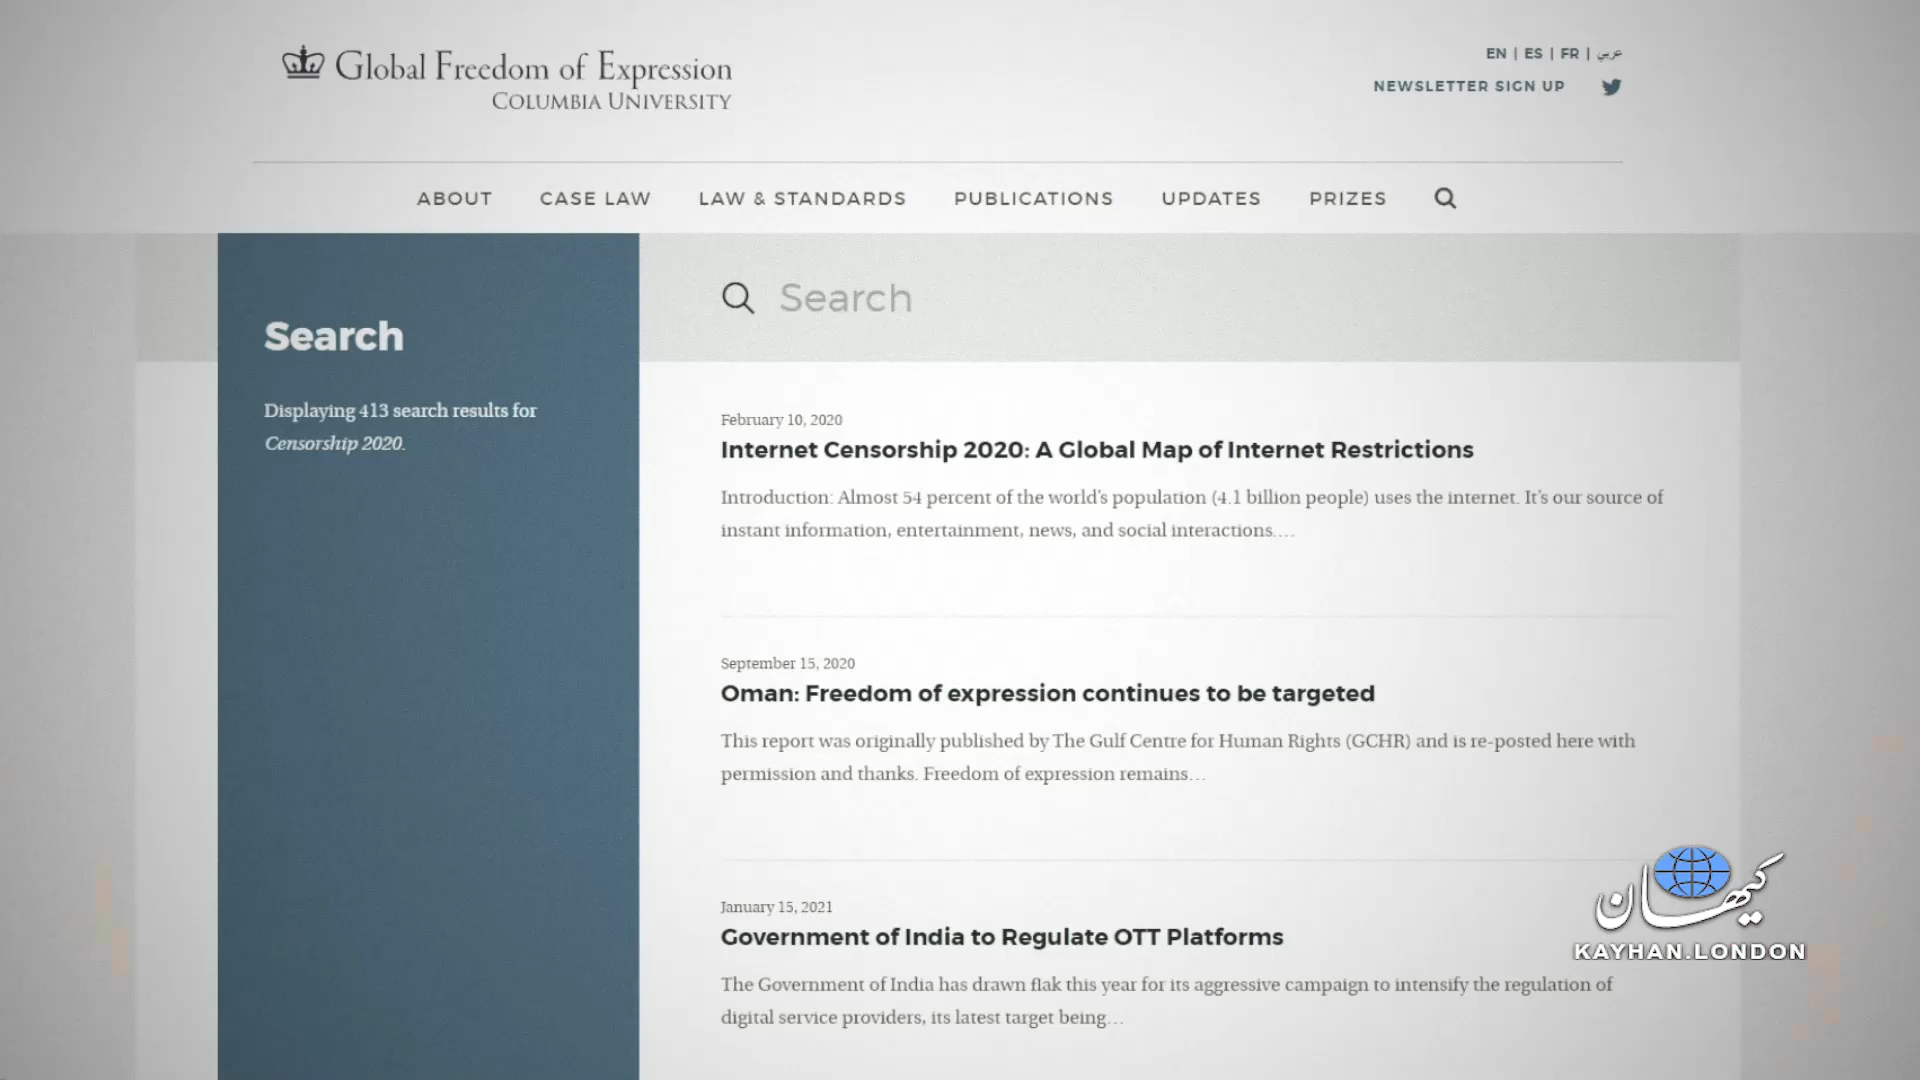 Global Freedom of Expression
COLUMBIA UNIVERSITY
EN | ES | FR | عربي
NEWSLETTER SIGN UP
ABOUT CASE LAW LAW & STANDARDS PUBLICATIONS UPDATES PRIZES
Search
Displaying 413 search results for
Censorship 2020.
Search
February 10, 2020
Internet Censorship 2020: A Global Map of Internet Restrictions
Introduction: Almost 54 percent of the world's population (4.1 billion people) uses the internet. It's our source of
instant information, entertainment, news, and social interactions.…
September 15, 2020
Oman: Freedom of expression continues to be targeted
This report was originally published by The Gulf Centre for Human Rights (GCHR) and is re-posted here with
permission and thanks. Freedom of expression remains…
January 15, 2021
Government of India to Regulate OTT Platforms
The Government of India has drawn flak this year for its aggressive campaign to intensify the regulation of
digital service providers, its latest target being…
کیهان
KAYHAN.LONDON